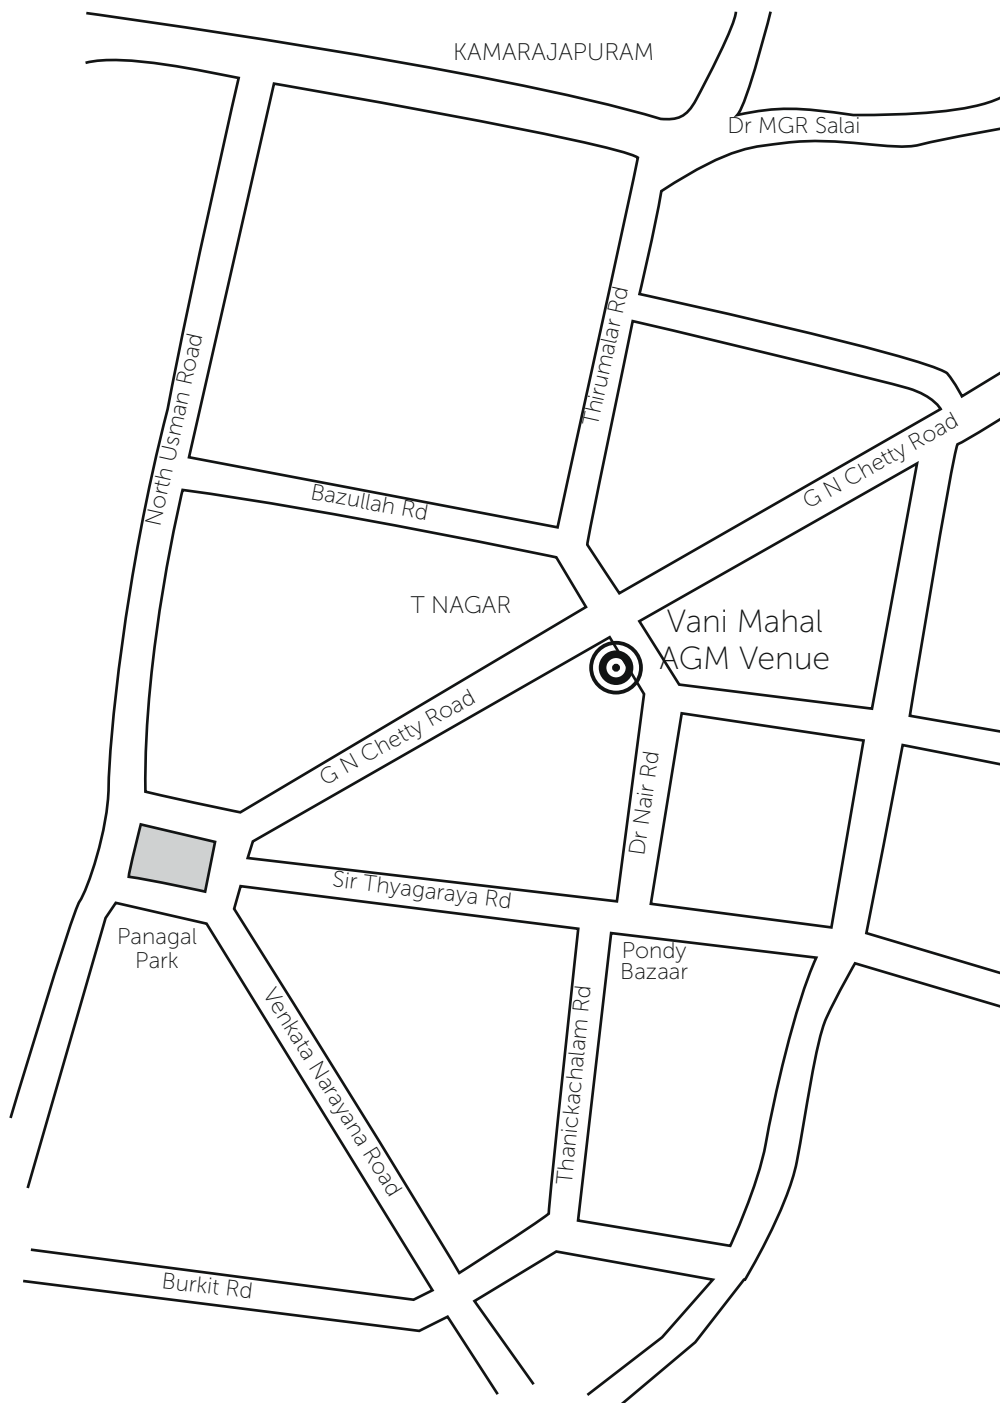 KAMARAJAPURAM
Dr MGR Salai
Thirumalar Rd
North Usman Road
G N Chetty Road
Bazullah Rd
T NAGAR
Vani Mahal
AGM Venue
G N Chetty Road
Dr Nair Rd
Sir Thyagaraya Rd
Panagal
Park
Pondy
Bazaar
Venkata Narayana Road
Thanickachalam Rd
Burkit Rd